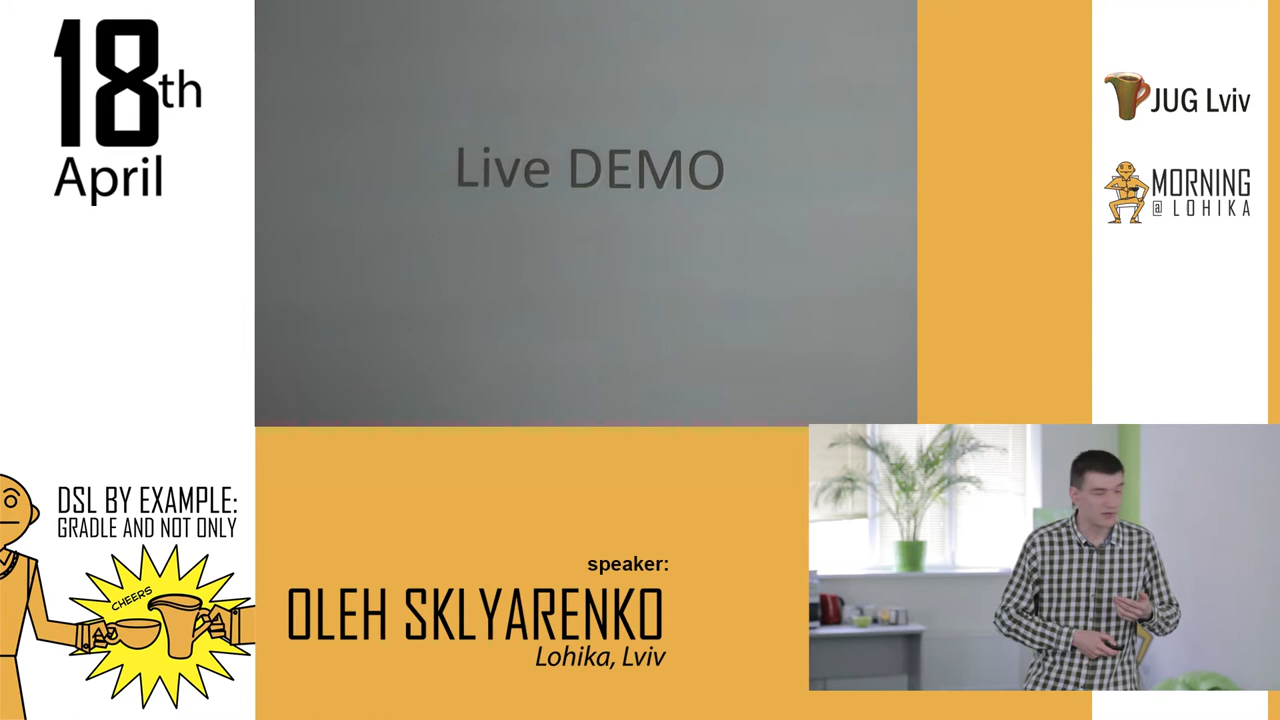 18th
April
Live DEMO
JUG Lviv
MORNING
@ LOHIKA
DSL BY EXAMPLE:
GRADLE AND NOT ONLY
CHEERS
speaker:
OLEH SKLYARENKO
Lohika, Lviv